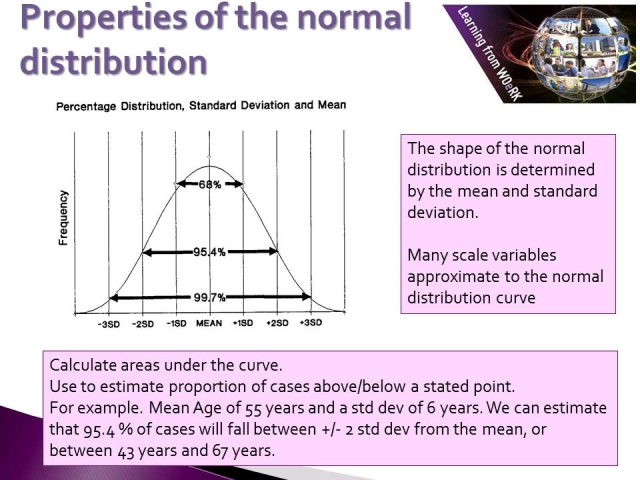 Properties of the normal
distribution
Learning from WOeRK
Percentage Distribution, Standard Deviation and Mean
The shape of the normal
distribution is determined
by the mean and standard
deviation.
Many scale variables
approximate to the normal
distribution curve
Frequency
68%
95.4%
99.7%
-3SD -2SD -1SD MEAN +1SD +2SD +3SD
Calculate areas under the curve.
Use to estimate proportion of cases above/below a stated point.
For example. Mean Age of 55 years and a std dev of 6 years. We can estimate
that 95.4 % of cases will fall between +/- 2 std dev from the mean, or
between 43 years and 67 years.